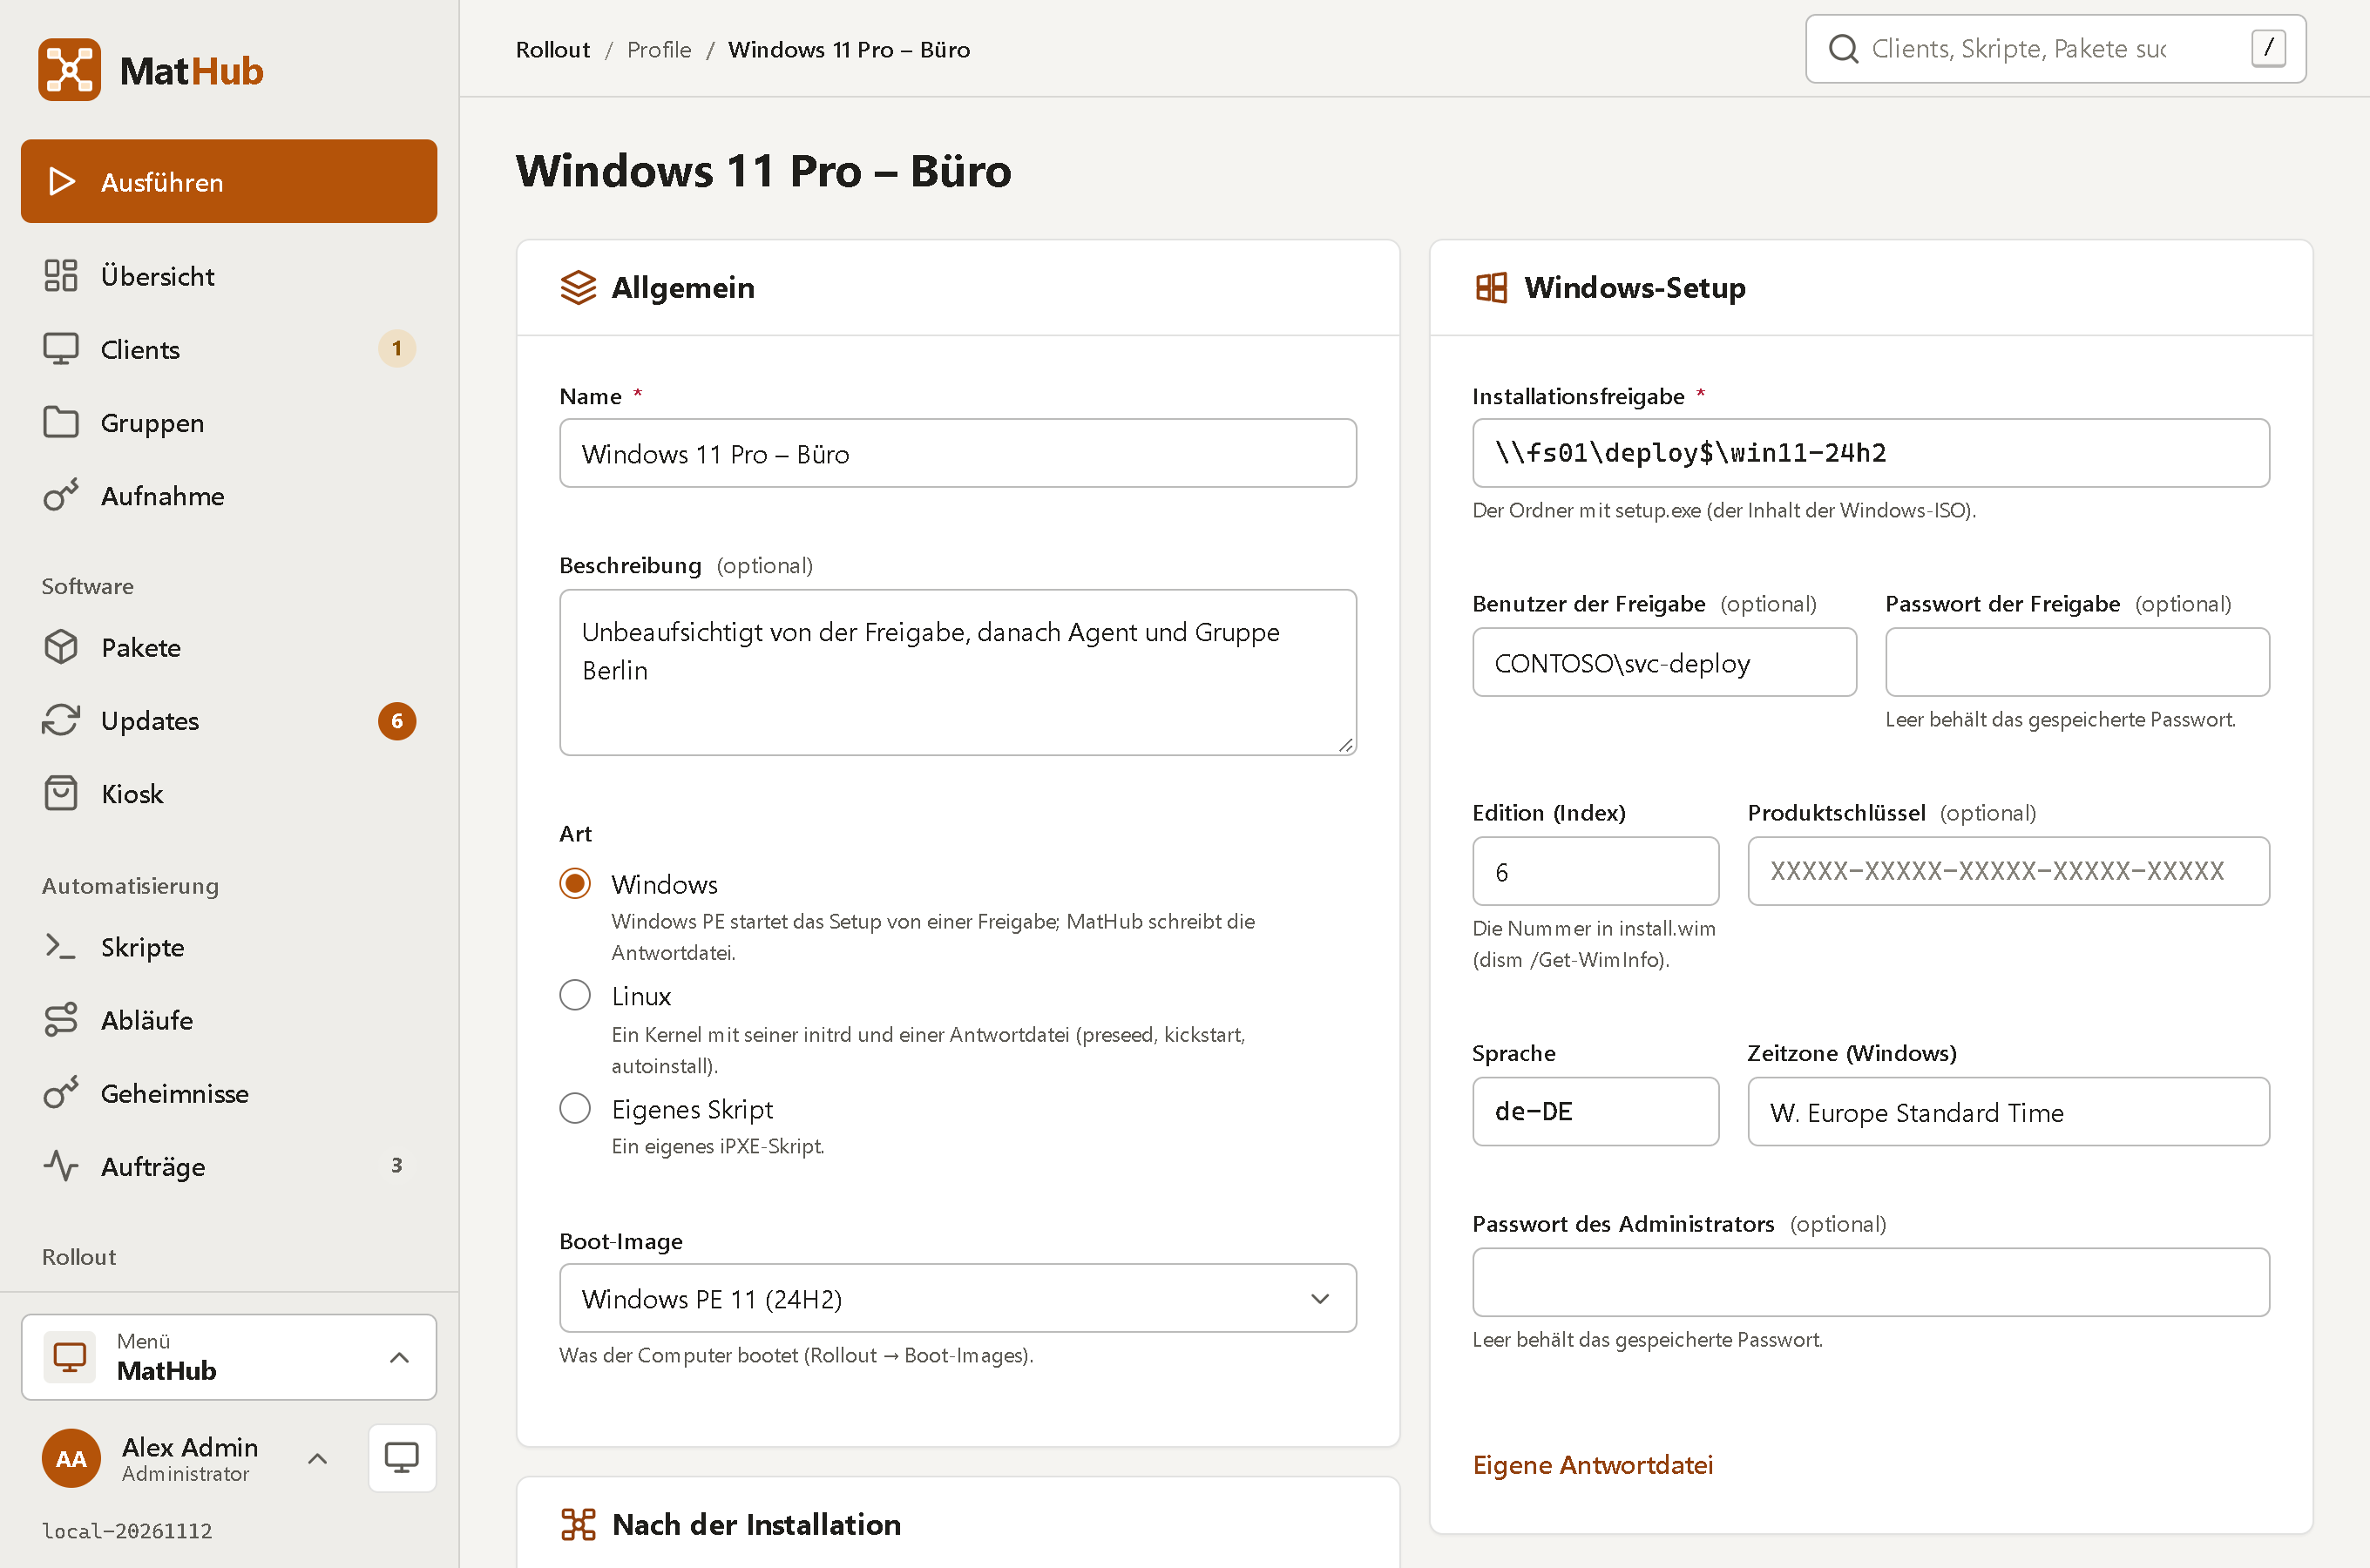 MatHub
Ausführen
Übersicht
Clients 1
Gruppen
Aufnahme
Software
Pakete
Updates 6
Kiosk
Automatisierung
Skripte
Abläufe
Geheimnisse
Aufträge 3
Rollout
Menü
MatHub
AA Alex Admin
Administrator
local-20261112
Rollout / Profile / Windows 11 Pro – Büro
Clients, Skripte, Pakete suc /
Windows 11 Pro – Büro
Allgemein
Name *
Windows 11 Pro – Büro
Beschreibung (optional)
Unbeaufsichtigt von der Freigabe, danach Agent und Gruppe
Berlin
Art
Windows
Windows PE startet das Setup von einer Freigabe; MatHub schreibt die
Antwortdatei.
Linux
Ein Kernel mit seiner initrd und einer Antwortdatei (preseed, kickstart,
autoinstall).
Eigenes Skript
Ein eigenes iPXE-Skript.
Boot-Image
Windows PE 11 (24H2)
Was der Computer bootet (Rollout → Boot-Images).
Nach der Installation
Windows-Setup
Installationsfreigabe *
\\fs01\deploy$\win11-24h2
Der Ordner mit setup.exe (der Inhalt der Windows-ISO).
Benutzer der Freigabe (optional)
CONTOSO\svc-deploy
Passwort der Freigabe (optional)
Leer behält das gespeicherte Passwort.
Edition (Index)
6
Die Nummer in install.wim
(dism /Get-WimInfo).
Produktschlüssel (optional)
XXXXX-XXXXX-XXXXX-XXXXX-XXXXX
Sprache
de-DE
Zeitzone (Windows)
W. Europe Standard Time
Passwort des Administrators (optional)
Leer behält das gespeicherte Passwort.
Eigene Antwortdatei